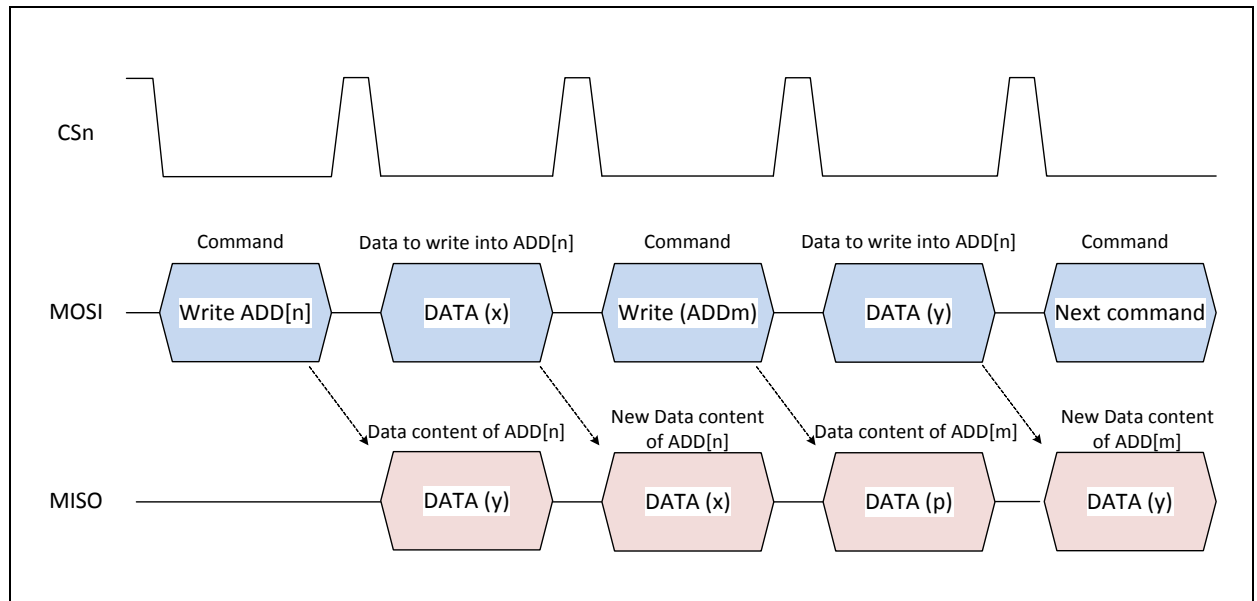 CSn
Command
Data to write into ADD[n]
Command
Data to write into ADD[n]
MOSI
Write ADD[n]
DATA (x)
Write (ADDm)
DATA (y)
Next command
Data content of ADD[n]
New Data content
of ADD[n]
Data content of ADD[m]
New Data content
of ADD[m]
MISO
DATA (y)
DATA (x)
DATA (p)
DATA (y)